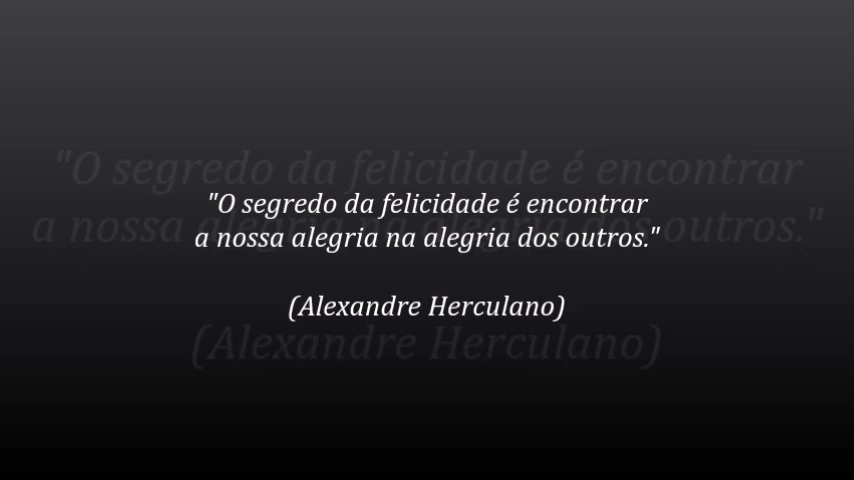 "O segredo da felicidade é encontrar
a nossa alegria na alegria dos outros."
(Alexandre Herculano)